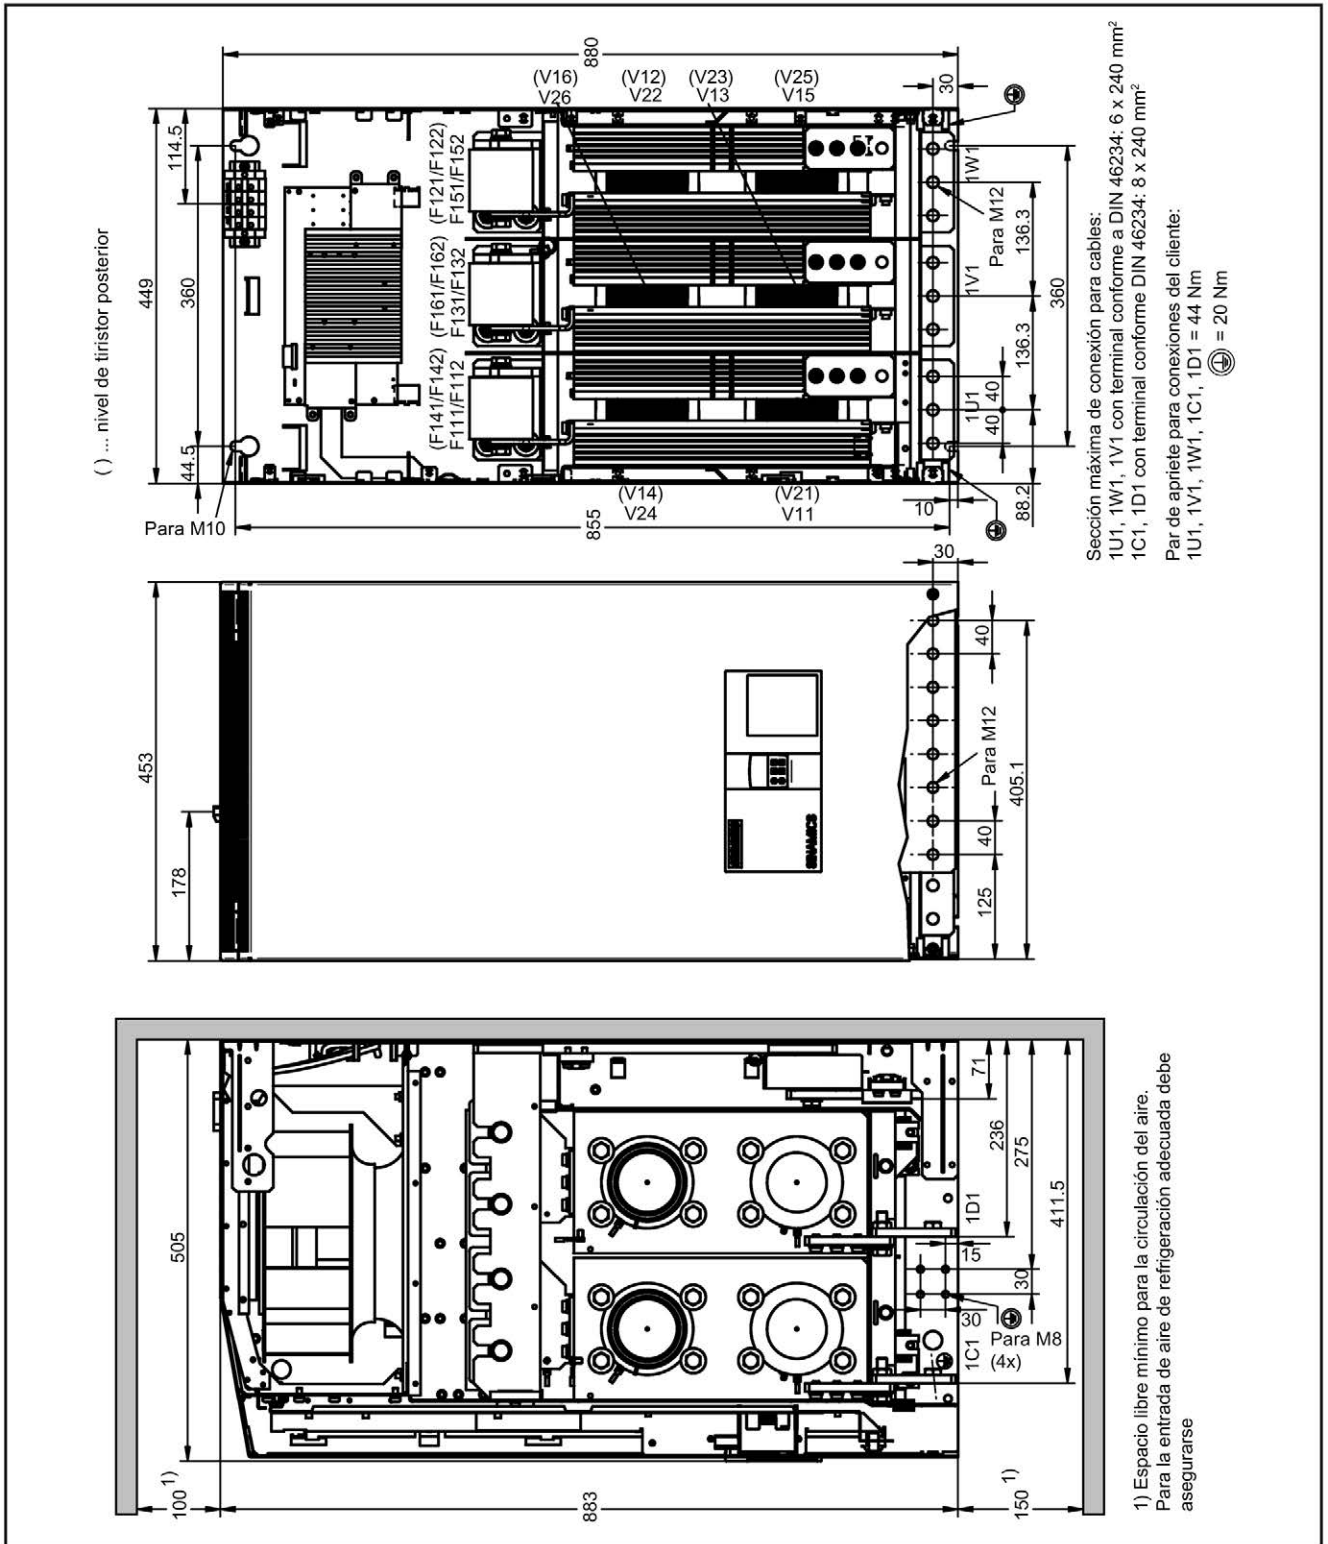 880
(V16)
V26
(V12)
V22
(V23)
V13
(V25)
V15
30
449
114.5
360
44.5
( ) ... nivel de tiristor posterior
Para M10
(F121/F122)
F151/F152
(F161/F162)
F131/F132
(F141/F142)
F111/F112
1W1
Para M12
136.3
1V1
136.3
360
1U1
40
40
88.2
10
(V14)
V24
(V21)
V11
855
Sección máxima de conexión para cables:
1U1, 1W1, 1V1 con terminal conforme a DIN 46234: 6 x 240 mm²
1C1, 1D1 con terminal conforme DIN 46234: 8 x 240 mm²
Par de apriete para conexiones del cliente:
1U1, 1V1, 1W1, 1C1, 1D1 = 44 Nm
= 20 Nm
30
453
178
SINAMICS
40
Para M12
405.1
40
125
505
71
236
275
411.5
1D1
15
30
30
1C1
Para M8
(4x)
100 1)
883
150 1)
1) Espacio libre mínimo para la circulación del aire.
Para la entrada de aire de refrigeración adecuada debe
asegurarse